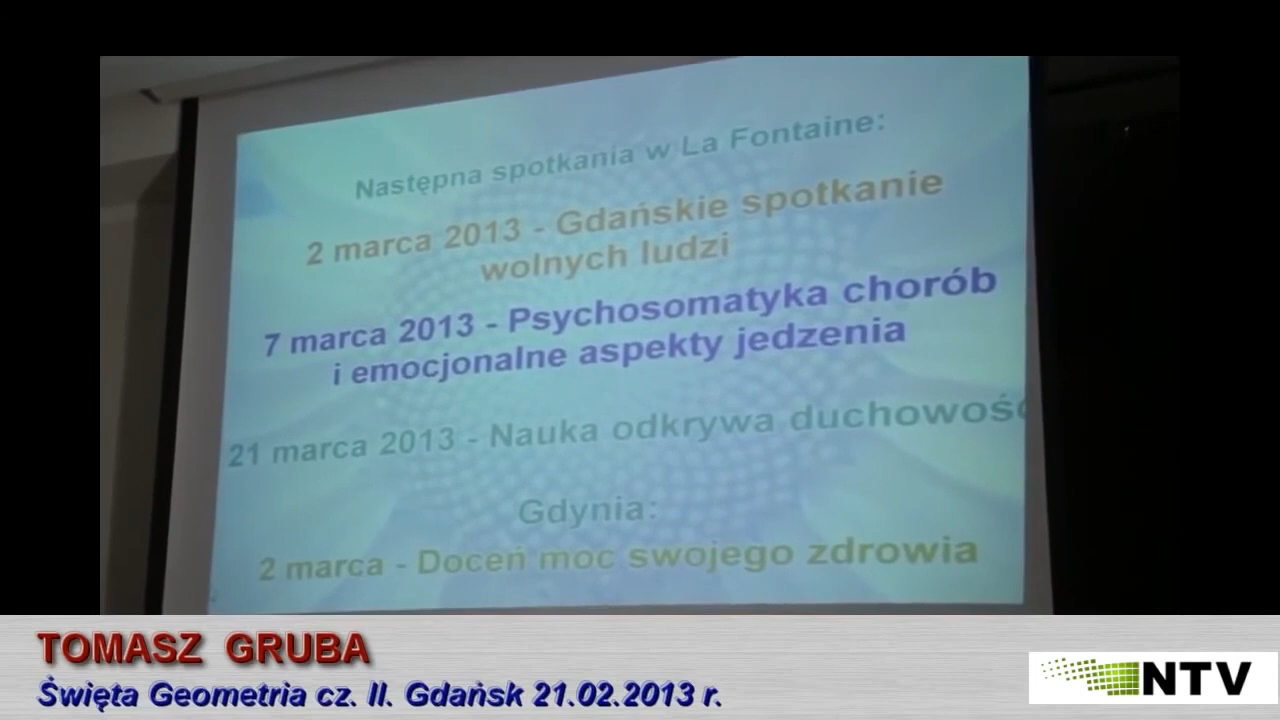 Następna spotkania w La Fontaine:
2 marca 2013 - Gdańskie spotkanie
wolnych ludzi
7 marca 2013 - Psychosomatyka chorób
i emocjonalne aspekty jedzenia
21 marca 2013 - Nauka odkrywa duchowość
Gdynia:
2 marca - Doceń moc swojego zdrowia
TOMASZ GRUBA
Święta Geometria cz. II. Gdańsk 21.02.2013 r.
NTV